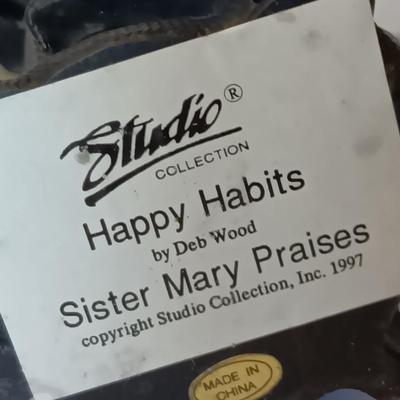 Studio®
COLLECTION
Happy Habits
by Deb Wood
Sister Mary Praises
copyright Studio Collection, Inc. 1997
MADE IN
CHINA